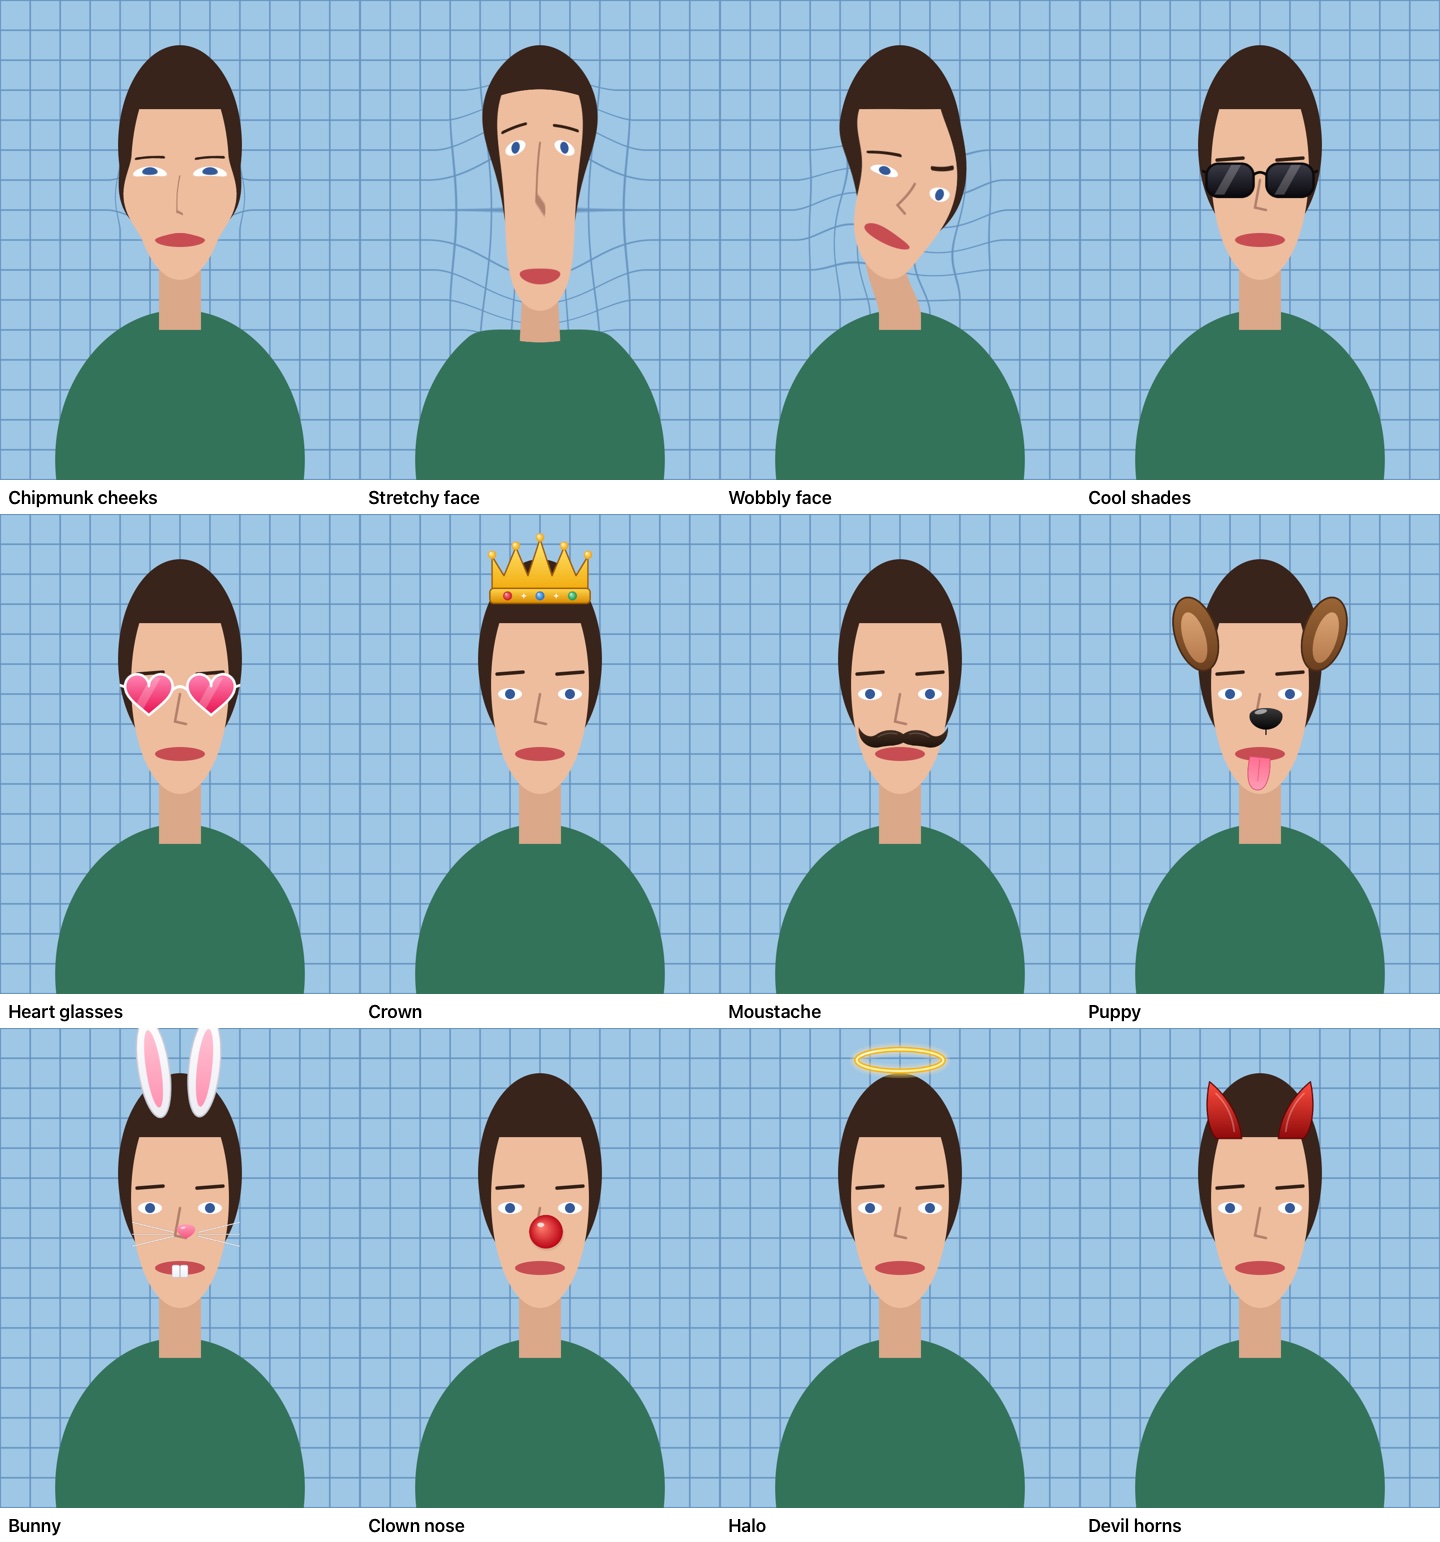 Chipmunk cheeks
Stretchy face
Wobbly face
Cool shades
Heart glasses
Crown
Moustache
Puppy
Bunny
Clown nose
Halo
Devil horns